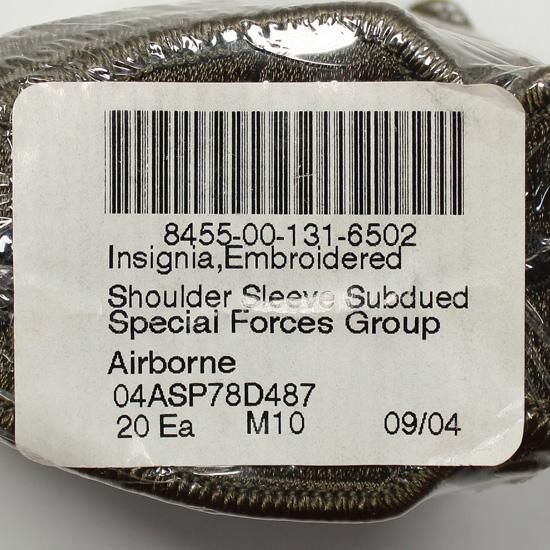 8455-00-131-6502
Insignia,Embroidered
Shoulder Sleeve Subdued
Special Forces Group
Airborne
04ASP78D487
20 Ea M10 09/04